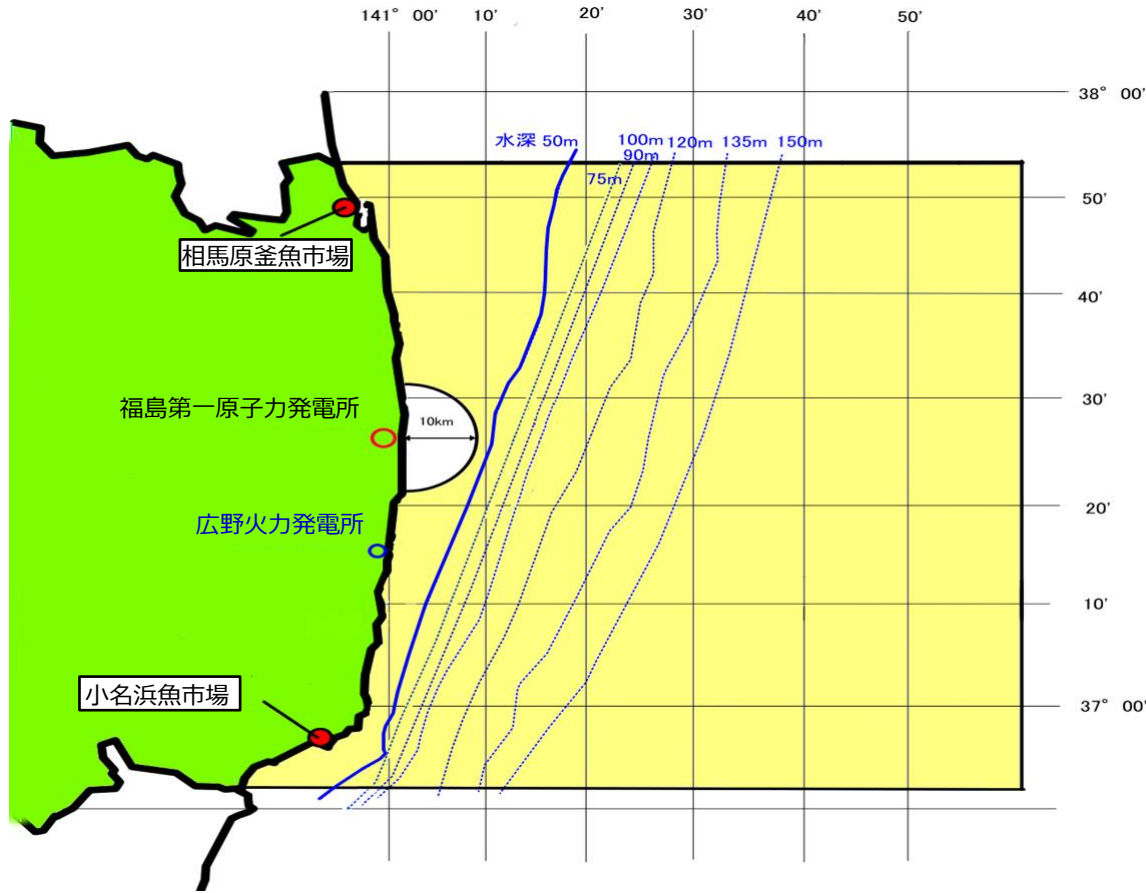 141° 00' 10' 20' 30' 40' 50'
38° 00'
水深 50m 100m 120m 135m 150m
90m
75m
50'
相馬原釜魚市場
40'
30'
福島第一原子力発電所
10km
20'
広野火力発電所
10'
小名浜魚市場
37° 00'